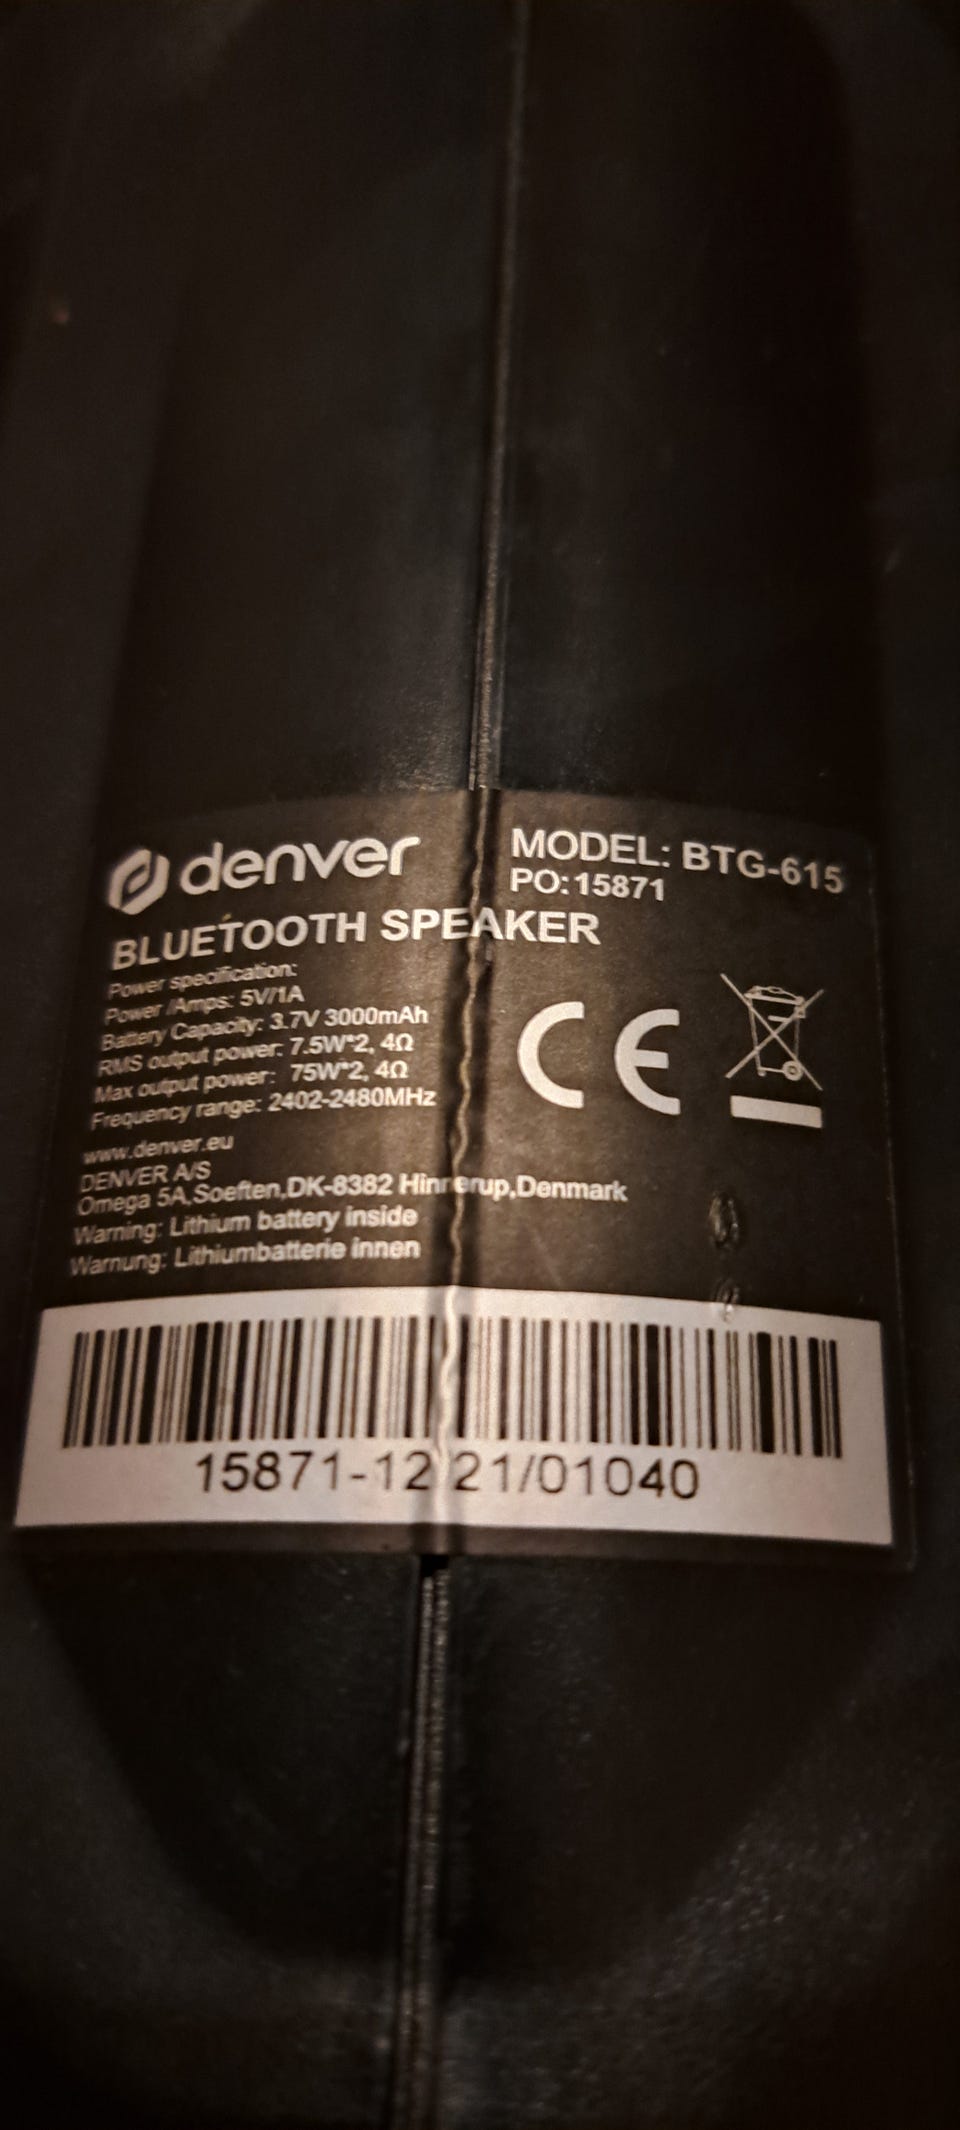 denver
MODEL: BTG-615
PO:15871
BLUETOOTH SPEAKER
Power specification:
Power /Amps: 5V/1A
Battery Capacity: 3.7V 3000mAh
RMS output power: 7.5W*2, 4Ω
Max output power: 75W*2, 4Ω
Frequency range: 2402-2480MHz
CE
www.denver.eu
DENVER A/S
Omega 5A,Soeften,DK-8382 Hinnerup,Denmark
Warning: Lithium battery inside
Warnung: Lithiumbatterie innen
15871-12 21/01040